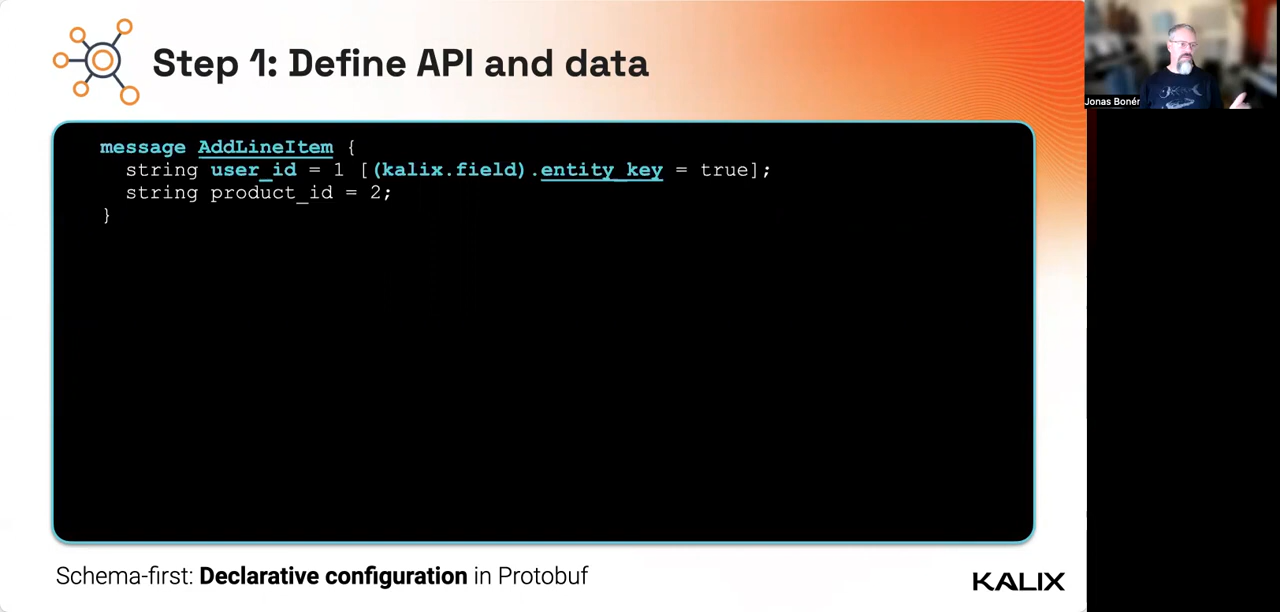 Step 1: Define API and data
Jonas Bonér
message AddLineItem {
  string user_id = 1 [(kalix.field).entity_key = true];
  string product_id = 2;
}
Schema-first: Declarative configuration in Protobuf
KALIX